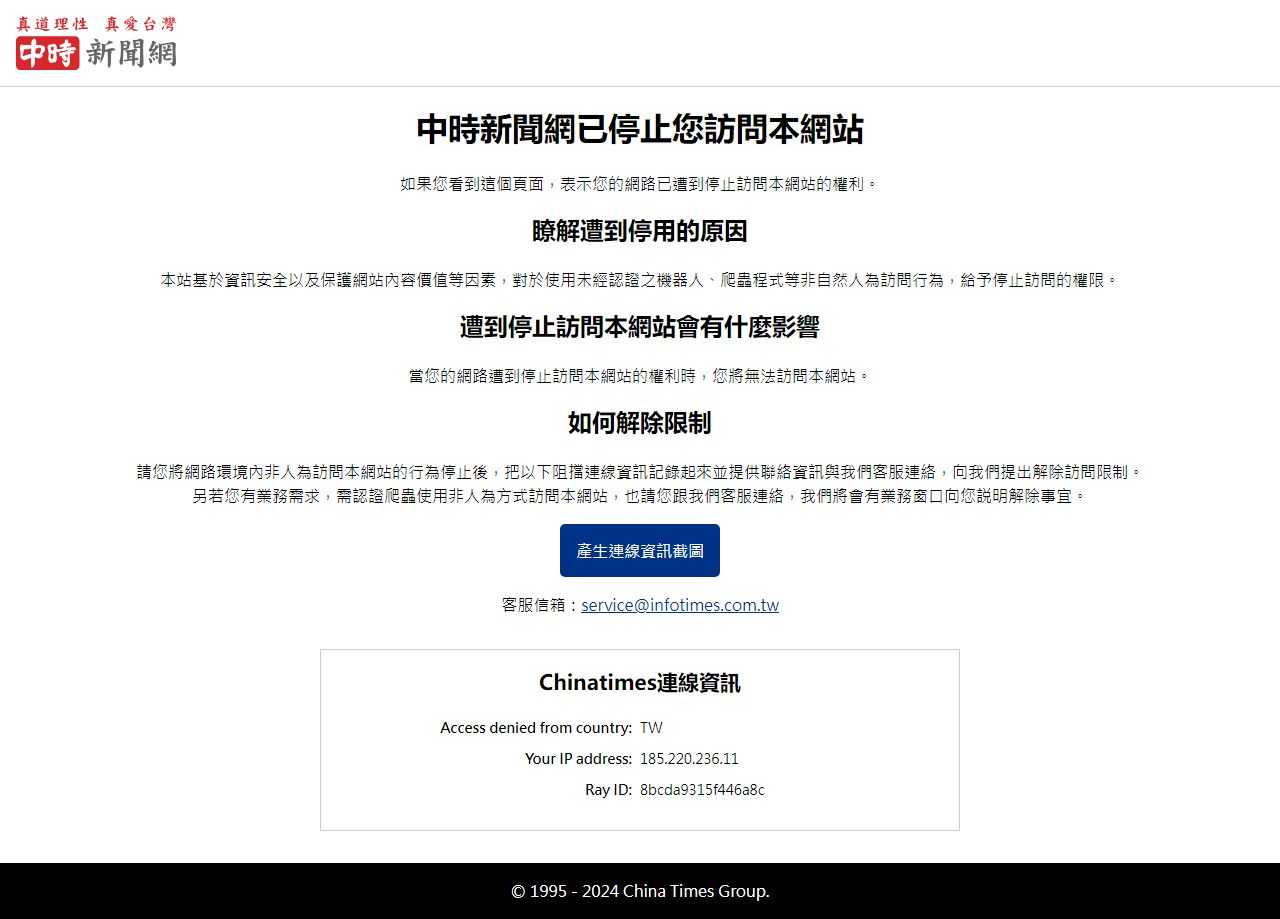 真道理性 真愛台灣
中時新聞網
中時新聞網已停止您訪問本網站
如果您看到這個頁面，表示您的網路已遭到停止訪問本網站的權利。
瞭解遭到停用的原因
本站基於資訊安全以及保護網站內容價值等因素，對於使用未經認證之機器人、爬蟲程式等非自然人為訪問行為，給予停止訪問的權限。
遭到停止訪問本網站會有什麼影響
當您的網路遭到停止訪問本網站的權利時，您將無法訪問本網站。
如何解除限制
請您將網路環境內非人為訪問本網站的行為停止後，把以下阻擋連線資訊記錄起來並提供聯絡資訊與我們客服連絡，向我們提出解除訪問限制。
另若您有業務需求，需認證爬蟲使用非人為方式訪問本網站，也請您跟我們客服連絡，我們將會有業務窗口向您說明解除事宜。
產生連線資訊截圖
客服信箱：service@infotimes.com.tw
Chinatimes連線資訊
Access denied from country: TW
Your IP address: 185.220.236.11
Ray ID: 8bcda9315f446a8c
© 1995 - 2024 China Times Group.